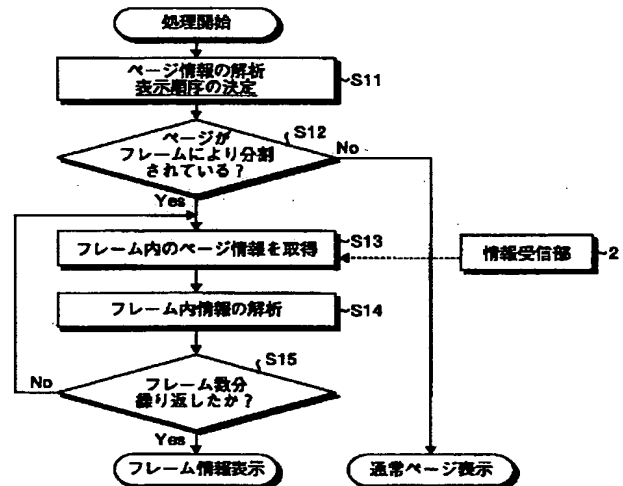 処理開始
ページ情報の解析
表示順序の決定
S11
S12
ページが
フレームにより分割
されている？
No
Yes
フレーム内のページ情報を取得
S13
情報受信部
2
フレーム内情報の解析
S14
S15
フレーム数分
繰り返したか？
No
Yes
フレーム情報表示
通常ページ表示